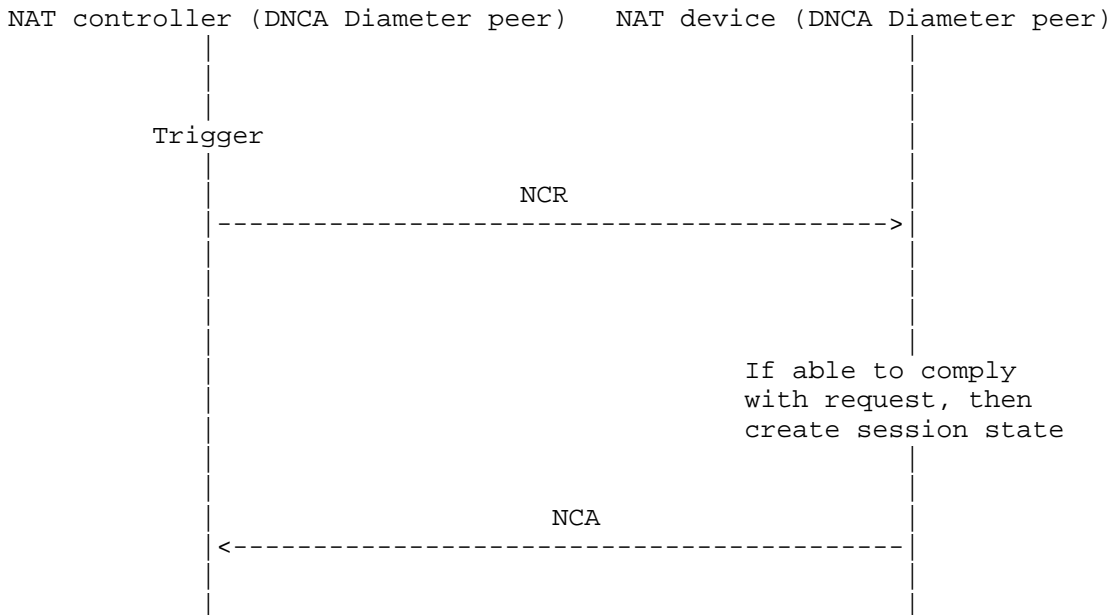 NAT controller (DNCA Diameter peer)   NAT device (DNCA Diameter peer)
Trigger
NCR
If able to comply
with request, then
create session state
NCA